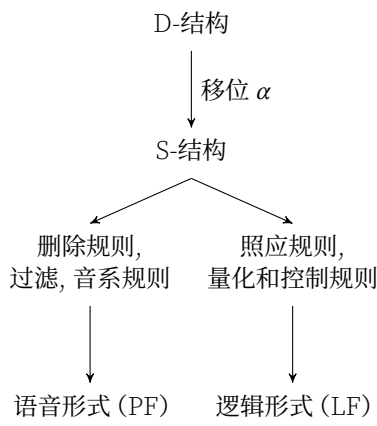 D-结构
移位 α
S-结构
删除规则,
过滤, 音系规则
照应规则,
量化和控制规则
语音形式 (PF)
逻辑形式 (LF)